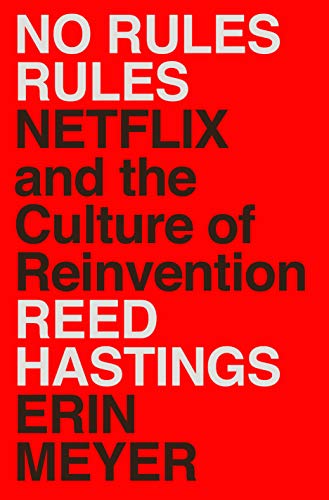 NO RULES
RULES
NETFLIX
and the
Culture of
Reinvention
REED
HASTINGS
ERIN
MEYER